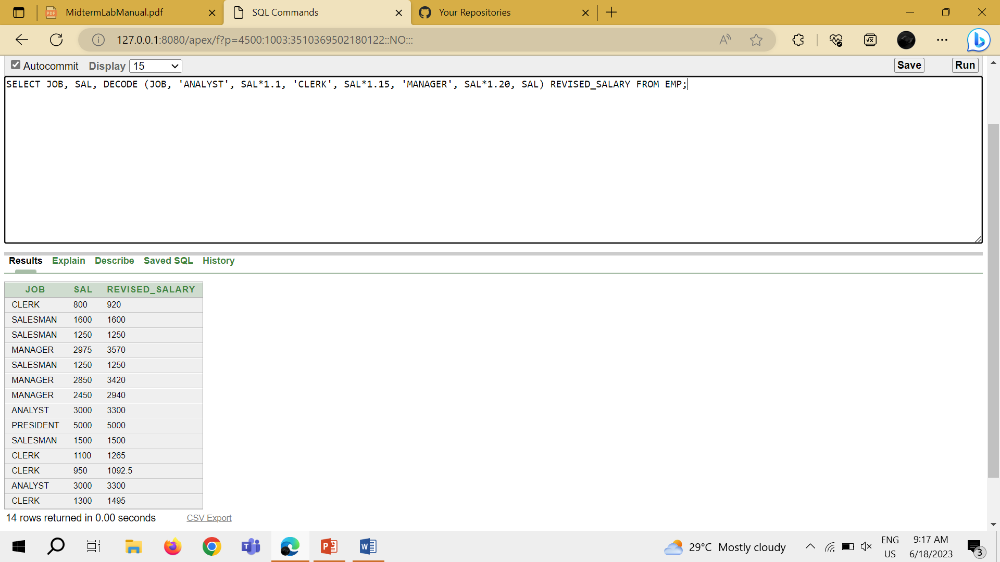 MidtermLabManual.pdf
SQL Commands
Your Repositories
127.0.0.1:8080/apex/f?p=4500:1003:3510369502180122::NO:::
Autocommit Display 15 Save Run
SELECT JOB, SAL, DECODE (JOB, 'ANALYST', SAL*1.1, 'CLERK', SAL*1.15, 'MANAGER', SAL*1.20, SAL) REVISED_SALARY FROM EMP;
Results Explain Describe Saved SQL History
JOB SAL REVISED_SALARY
CLERK 800 920
SALESMAN 1600 1600
SALESMAN 1250 1250
MANAGER 2975 3570
SALESMAN 1250 1250
MANAGER 2850 3420
MANAGER 2450 2940
ANALYST 3000 3300
PRESIDENT 5000 5000
SALESMAN 1500 1500
CLERK 1100 1265
CLERK 950 1092.5
ANALYST 3000 3300
CLERK 1300 1495
14 rows returned in 0.00 seconds CSV Export
29°C Mostly cloudy
ENG
US
9:17 AM
6/18/2023
3